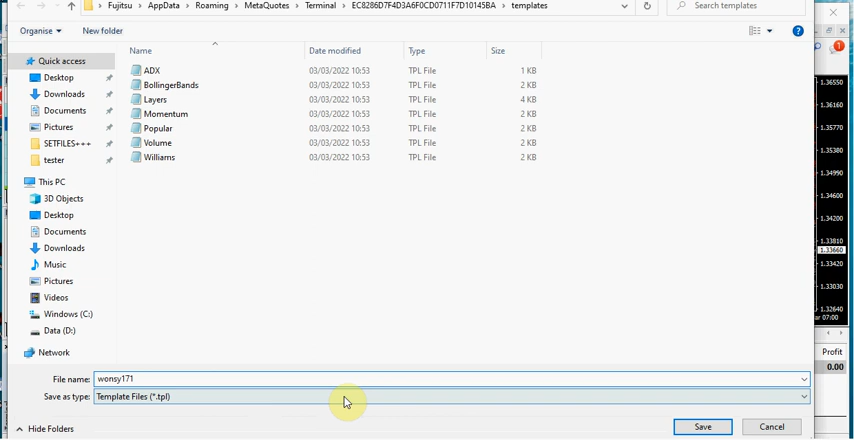 › Fujitsu › AppData › Roaming › MetaQuotes › Terminal › EC8286D7F4D3A6F0CD0711F7D10145BA › templates
Search templates
Organise
New folder
?
1
Name
Date modified
Type
Size
Quick access
Desktop
Downloads
Documents
Pictures
SETFILES+++
tester
This PC
3D Objects
Desktop
Documents
Downloads
Music
Pictures
Videos
Windows (C:)
Data (D:)
Network
ADX 03/03/2022 10:53 TPL File 1 KB
BollingerBands 03/03/2022 10:53 TPL File 2 KB
Layers 03/03/2022 10:53 TPL File 4 KB
Momentum 03/03/2022 10:53 TPL File 2 KB
Popular 03/03/2022 10:53 TPL File 2 KB
Volume 03/03/2022 10:53 TPL File 2 KB
Williams 03/03/2022 10:53 TPL File 2 KB
1.36550
1.36160
1.35770
1.35380
1.34990
1.34600
1.34200
1.33810
1.33660
1.33420
1.33030
1.32640
ar 07:00
Profit
0.00
File name: wonsy171
Save as type: Template Files (*.tpl)
Hide Folders
Save
Cancel